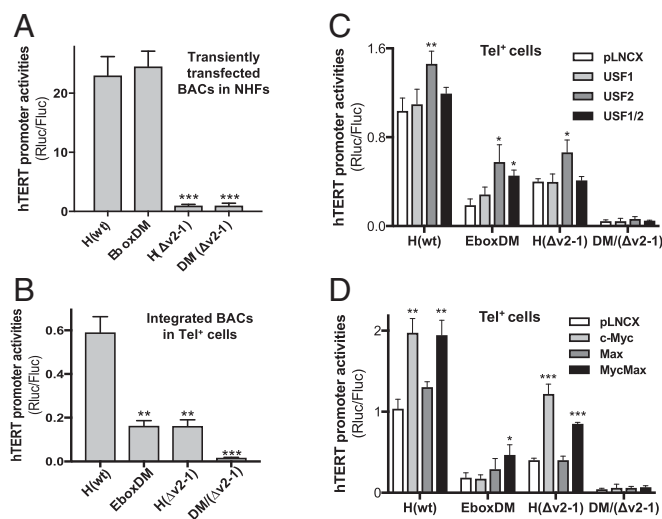 A
hTERT promoter activities
(Rluc/Fluc)
Transiently
transfected
BACs in NHFs
20
10
0
***
***
H(wt)
EboxDM
H(Δv2-1)
DM/(Δv2-1)
B
hTERT promoter activities
(Rluc/Fluc)
Integrated BACs
in Tel+ cells
0.6
0.4
0.2
0.0
**
**
***
H(wt)
EboxDM
H(Δv2-1)
DM/(Δv2-1)
C
hTERT promoter activities
(Rluc/Fluc)
Tel+ cells
pLNCX
USF1
USF2
USF1/2
1.6
1.2
0.8
0.4
0.0
**
*
*
*
H(wt)
EboxDM
H(Δv2-1)
DM/(Δv2-1)
D
hTERT promoter activities
(Rluc/Fluc)
Tel+ cells
pLNCX
c-Myc
Max
MycMax
2
1
0
**
**
*
***
***
H(wt)
EboxDM
H(Δv2-1)
DM/(Δv2-1)